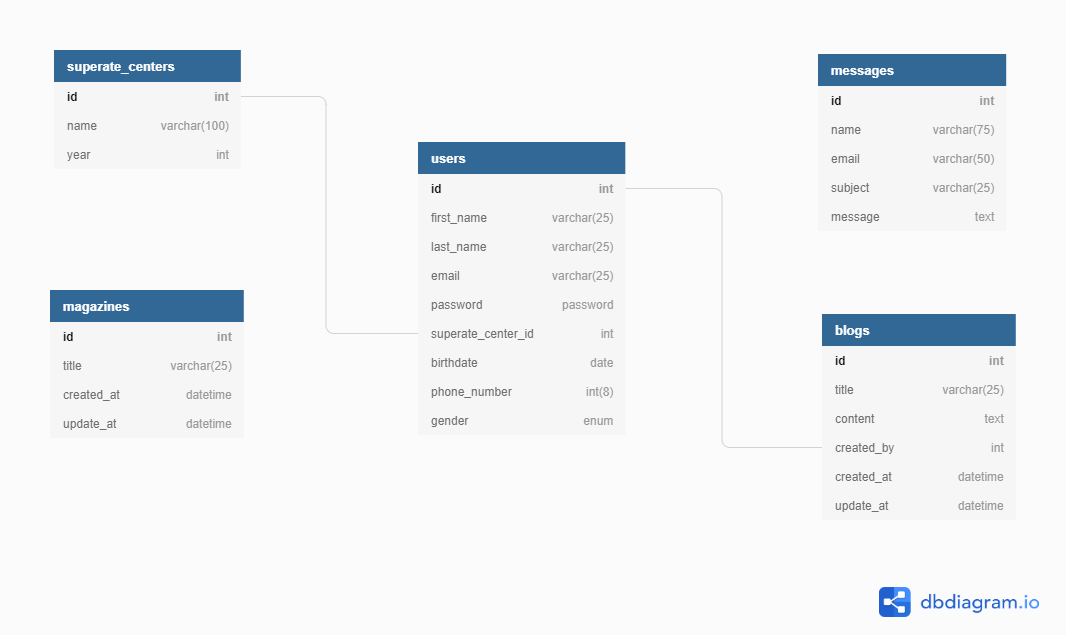 superate_centers
id int
name varchar(100)
year int
messages
id int
name varchar(75)
email varchar(50)
subject varchar(25)
message text
users
id int
first_name varchar(25)
last_name varchar(25)
email varchar(25)
password password
superate_center_id int
birthdate date
phone_number int(8)
gender enum
magazines
id int
title varchar(25)
created_at datetime
update_at datetime
blogs
id int
title varchar(25)
content text
created_by int
created_at datetime
update_at datetime
dbdiagram.io